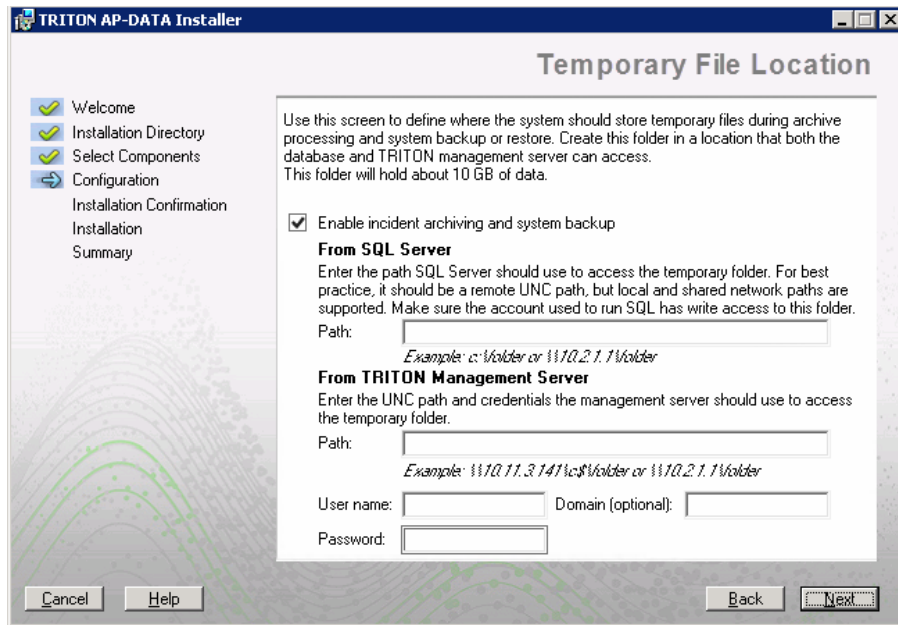 TRITON AP-DATA Installer
Temporary File Location
Welcome
Installation Directory
Select Components
Configuration
Installation Confirmation
Installation
Summary
Use this screen to define where the system should store temporary files during archive
processing and system backup or restore. Create this folder in a location that both the
database and TRITON management server can access.
This folder will hold about 10 GB of data.
Enable incident archiving and system backup
From SQL Server
Enter the path SQL Server should use to access the temporary folder. For best
practice, it should be a remote UNC path, but local and shared network paths are
supported. Make sure the account used to run SQL has write access to this folder.
Path:
Example: c:\folder or \\10.2.1.1\folder
From TRITON Management Server
Enter the UNC path and credentials the management server should use to access
the temporary folder.
Path:
Example: \\10.11.3.141\c$\folder or \\10.2.1.1\folder
User name: Domain (optional):
Password:
Cancel Help Back Next